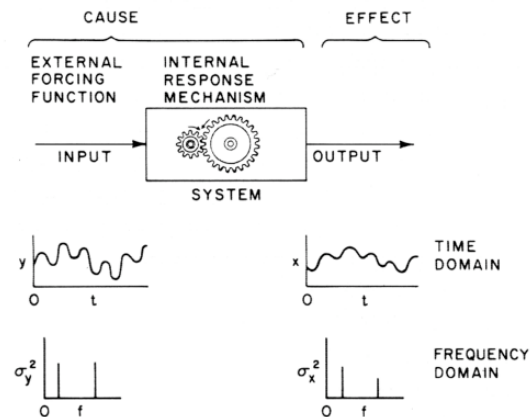 CAUSE EFFECT
EXTERNAL FORCING FUNCTION
INTERNAL RESPONSE MECHANISM
INPUT OUTPUT
SYSTEM
y
O t
x
O t
TIME DOMAIN
σy²
O f
σx²
O f
FREQUENCY DOMAIN